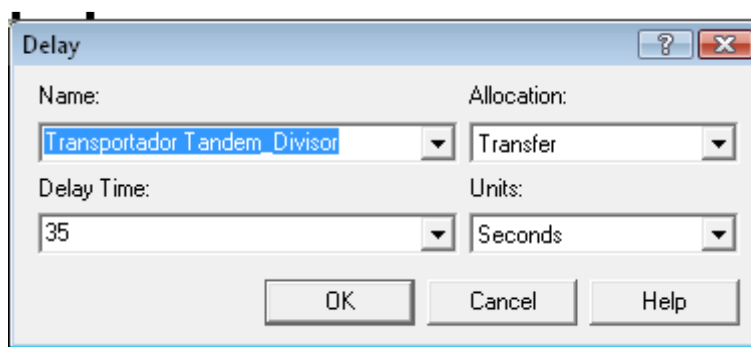 Delay
Name:
Allocation:
Transportador Tandem_Divisor
Transfer
Delay Time:
Units:
35
Seconds
OK
Cancel
Help